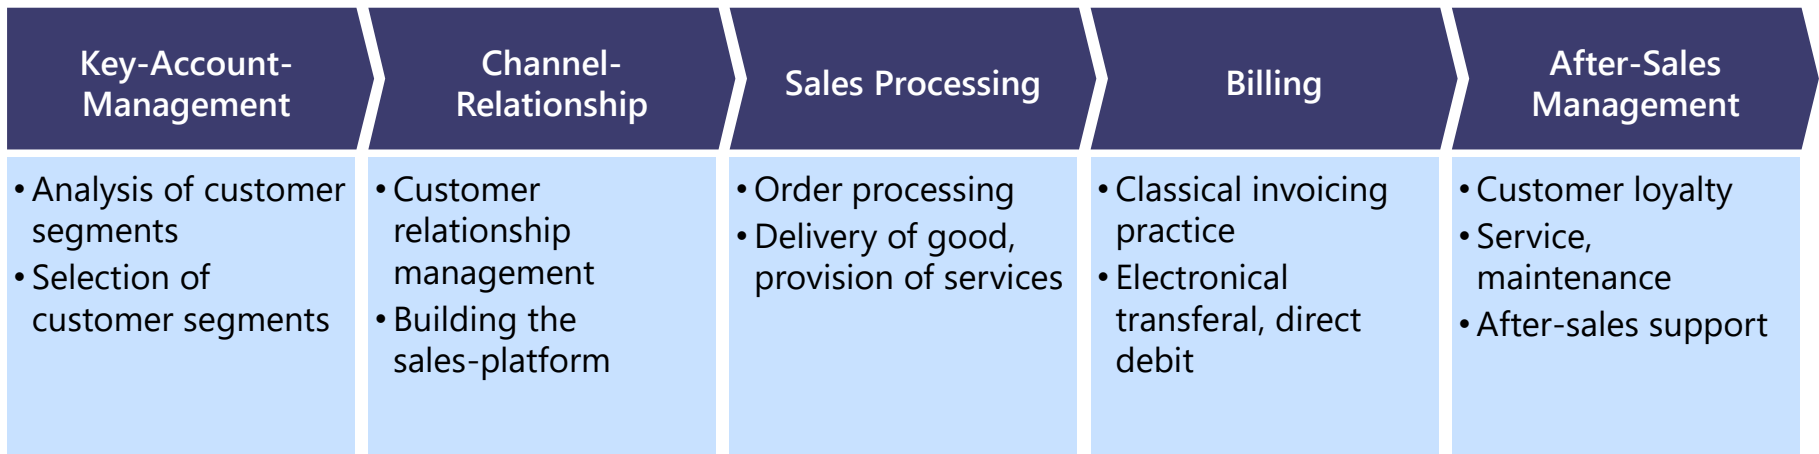 Key-Account-
Management
Channel-
Relationship
Sales Processing
Billing
After-Sales
Management
• Analysis of customer
segments
• Selection of
customer segments
• Customer
relationship
management
• Building the
sales-platform
• Order processing
• Delivery of good,
provision of services
• Classical invoicing
practice
• Electronical
transferal, direct
debit
• Customer loyalty
• Service,
maintenance
• After-sales support